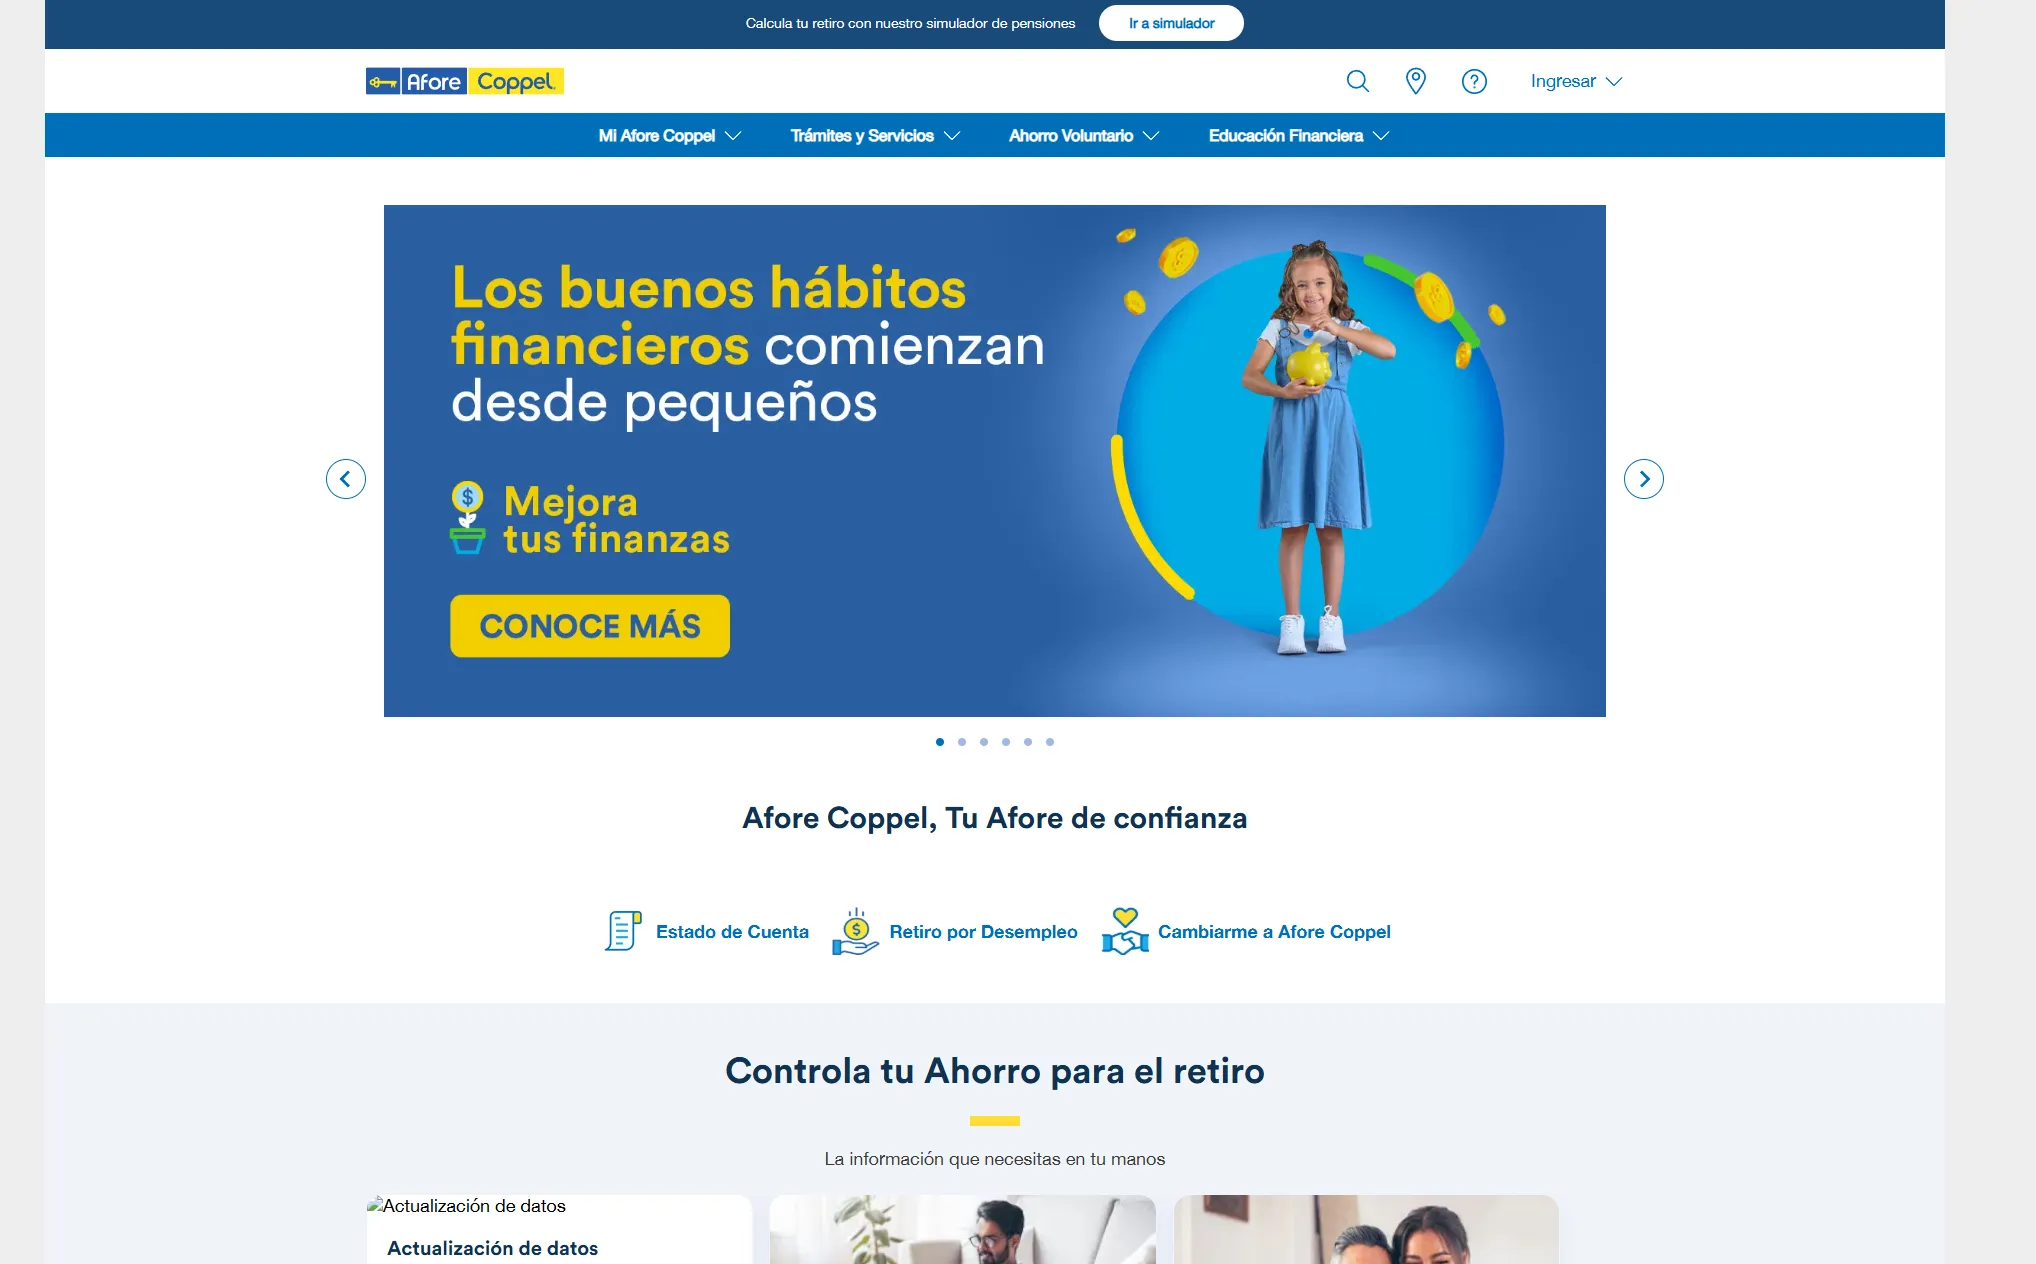 Calcula tu retiro con nuestro simulador de pensiones
Ir a simulador
Afore Coppel.
Ingresar
Mi Afore Coppel
Trámites y Servicios
Ahorro Voluntario
Educación Financiera
Los buenos hábitos
financieros comienzan
desde pequeños
$ Mejora
tus finanzas
CONOCE MÁS
Afore Coppel, Tu Afore de confianza
Estado de Cuenta
Retiro por Desempleo
Cambiarme a Afore Coppel
Controla tu Ahorro para el retiro
La información que necesitas en tu manos
Actualización de datos
Actualización de datos